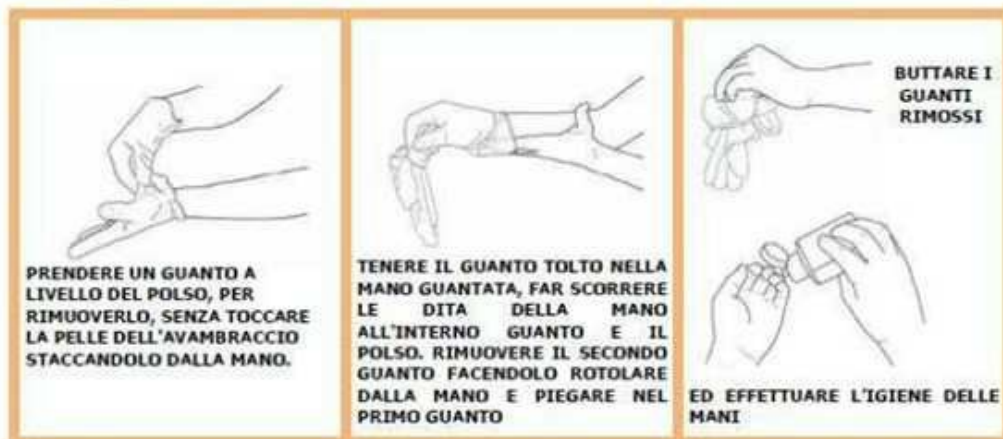 PRENDERE UN GUANTO A
LIVELLO DEL POLSO, PER
RIMUOVERLO, SENZA TOCCARE
LA PELLE DELL'AVAMBRACCIO
STACCANDOLO DALLA MANO.
TENERE IL GUANTO TOLTO NELLA
MANO GUANTATA, FAR SCORRERE
LE DITA DELLA MANO
ALL'INTERNO GUANTO E IL
POLSO. RIMUOVERE IL SECONDO
GUANTO FACENDOLO ROTOLARE
DALLA MANO E PIEGARE NEL
PRIMO GUANTO
BUTTARE I
GUANTI
RIMOSSI
ED EFFETTUARE L'IGIENE DELLE
MANI